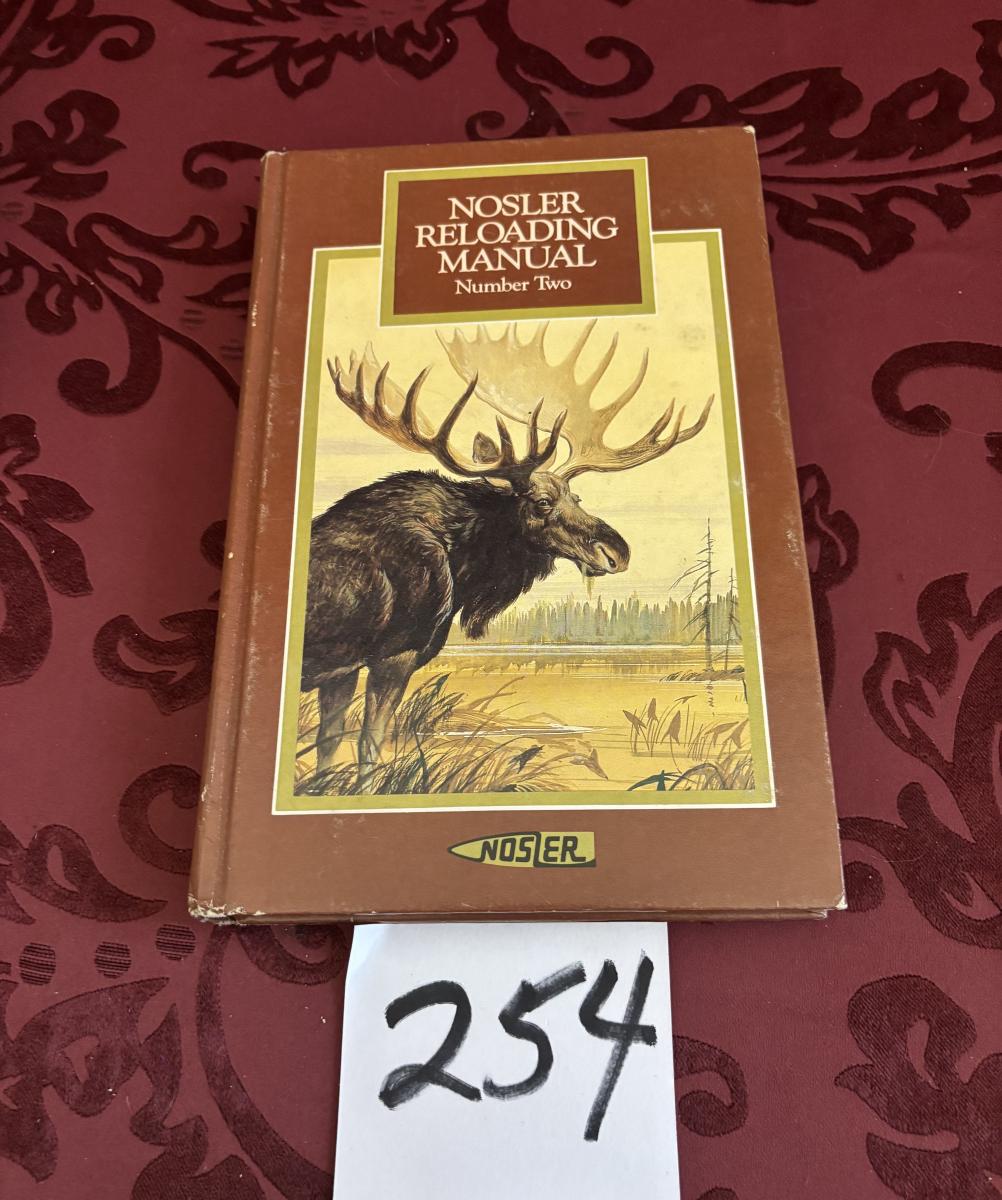 NOSLER
RELOADING
MANUAL
Number Two
NOSLER
254